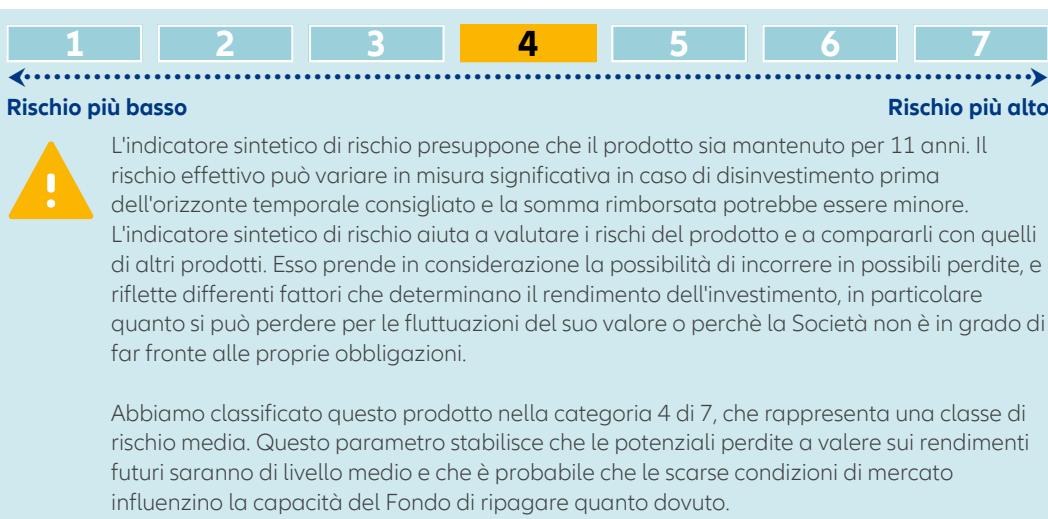 1 2 3 4 5 6 7
Rischio più basso Rischio più alto
L'indicatore sintetico di rischio presuppone che il prodotto sia mantenuto per 11 anni. Il
rischio effettivo può variare in misura significativa in caso di disinvestimento prima
dell'orizzonte temporale consigliato e la somma rimborsata potrebbe essere minore.
L'indicatore sintetico di rischio aiuta a valutare i rischi del prodotto e a compararli con quelli
di altri prodotti. Esso prende in considerazione la possibilità di incorrere in possibili perdite, e
riflette differenti fattori che determinano il rendimento dell'investimento, in particolare
quanto si può perdere per le fluttuazioni del suo valore o perchè la Società non è in grado di
far fronte alle proprie obbligazioni.
Abbiamo classificato questo prodotto nella categoria 4 di 7, che rappresenta una classe di
rischio media. Questo parametro stabilisce che le potenziali perdite a valere sui rendimenti
futuri saranno di livello medio e che è probabile che le scarse condizioni di mercato
influenzino la capacità del Fondo di ripagare quanto dovuto.